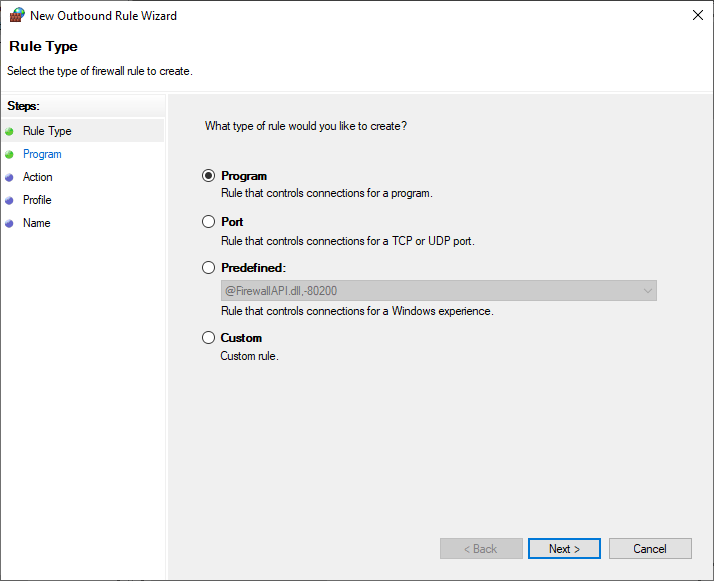 New Outbound Rule Wizard
Rule Type
Select the type of firewall rule to create.
Steps:
Rule Type
Program
Action
Profile
Name
What type of rule would you like to create?
Program
Rule that controls connections for a program.
Port
Rule that controls connections for a TCP or UDP port.
Predefined:
@FirewallAPI.dll,-80200
Rule that controls connections for a Windows experience.
Custom
Custom rule.
< Back Next > Cancel